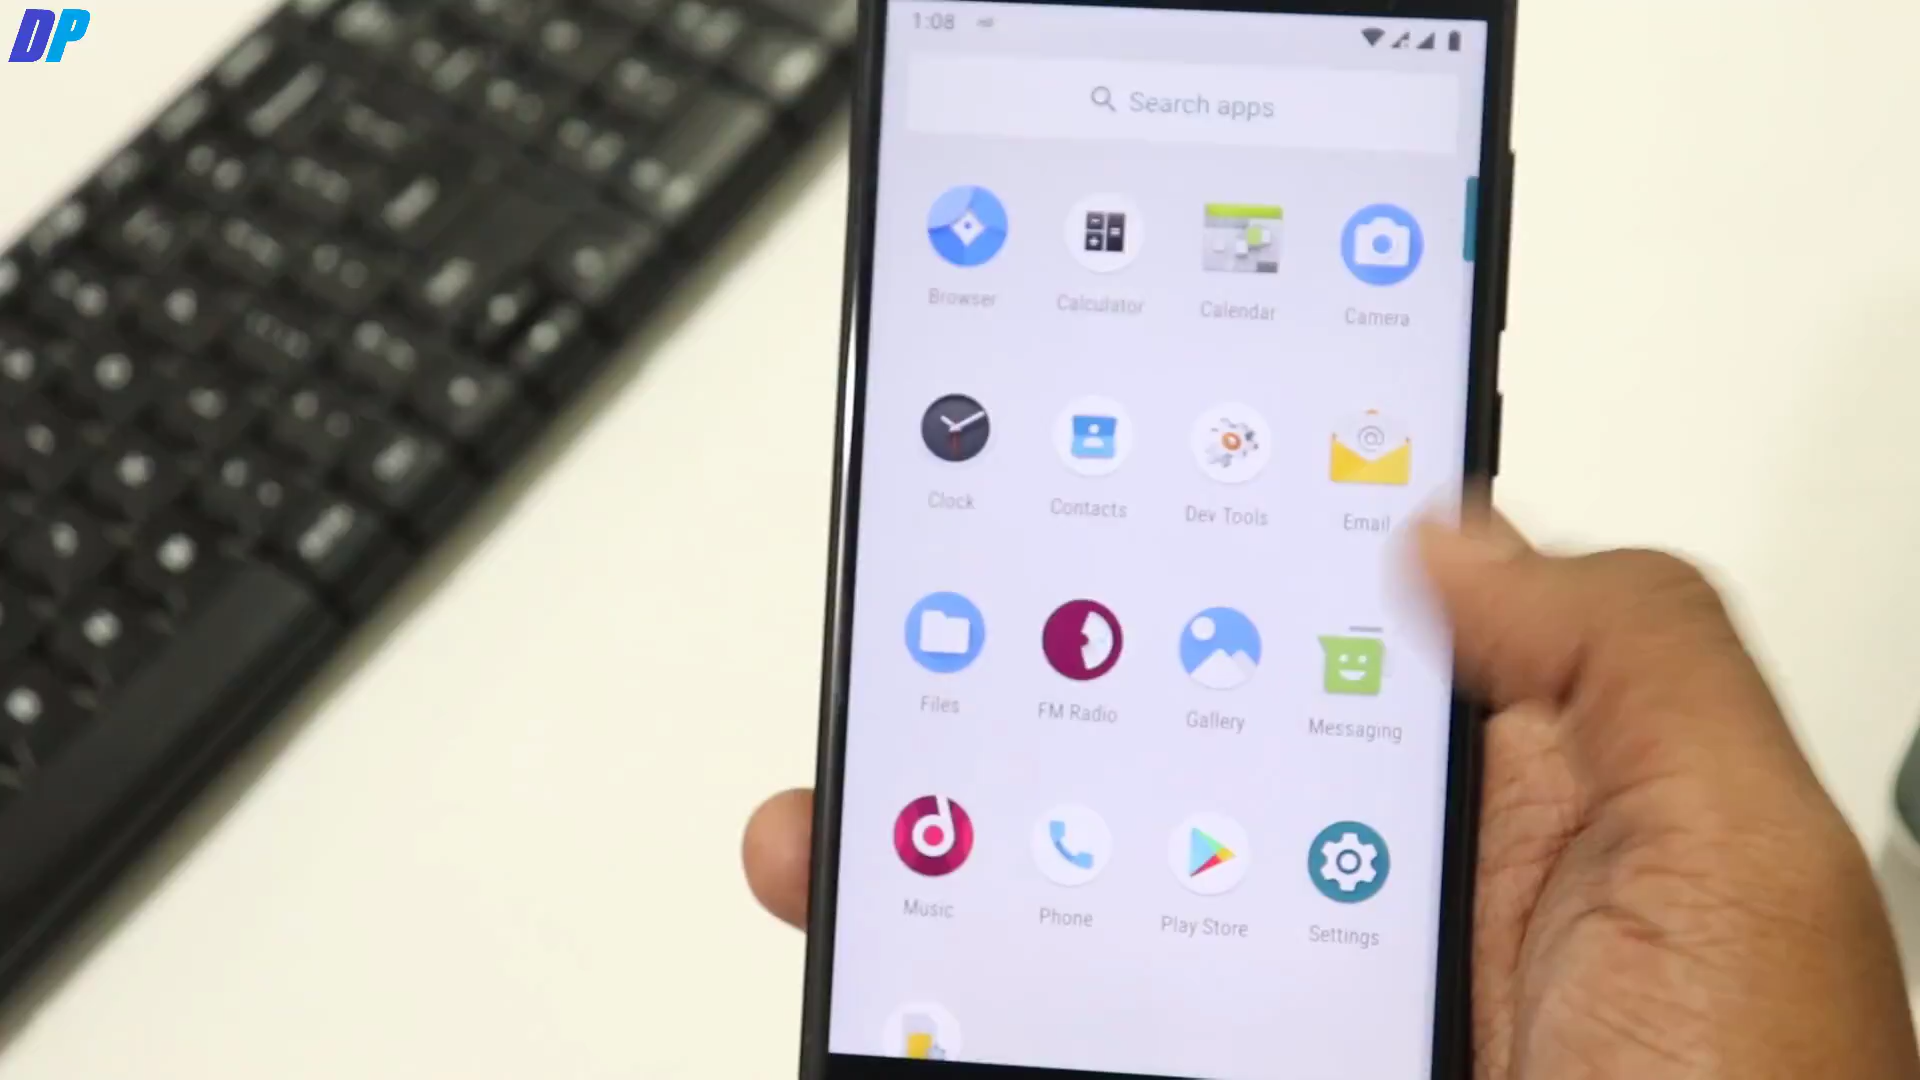 DP
1:08
Search apps
Browser
Calculator
Calendar
Camera
Clock
Contacts
Dev Tools
Email
Files
FM Radio
Gallery
Messaging
Music
Phone
Play Store
Settings